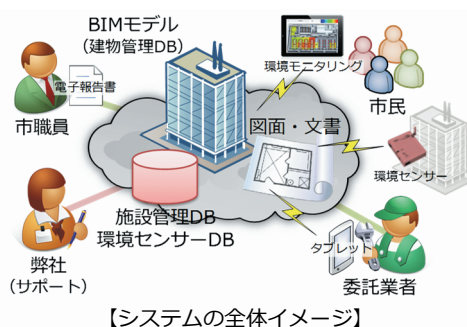 BIMモデル
（建物管理DB）
電子報告書
市職員
環境モニタリング
市民
図面・文書
環境センサー
施設管理DB
環境センサーDB
タブレット
弊社
（サポート）
委託業者
【システムの全体イメージ】